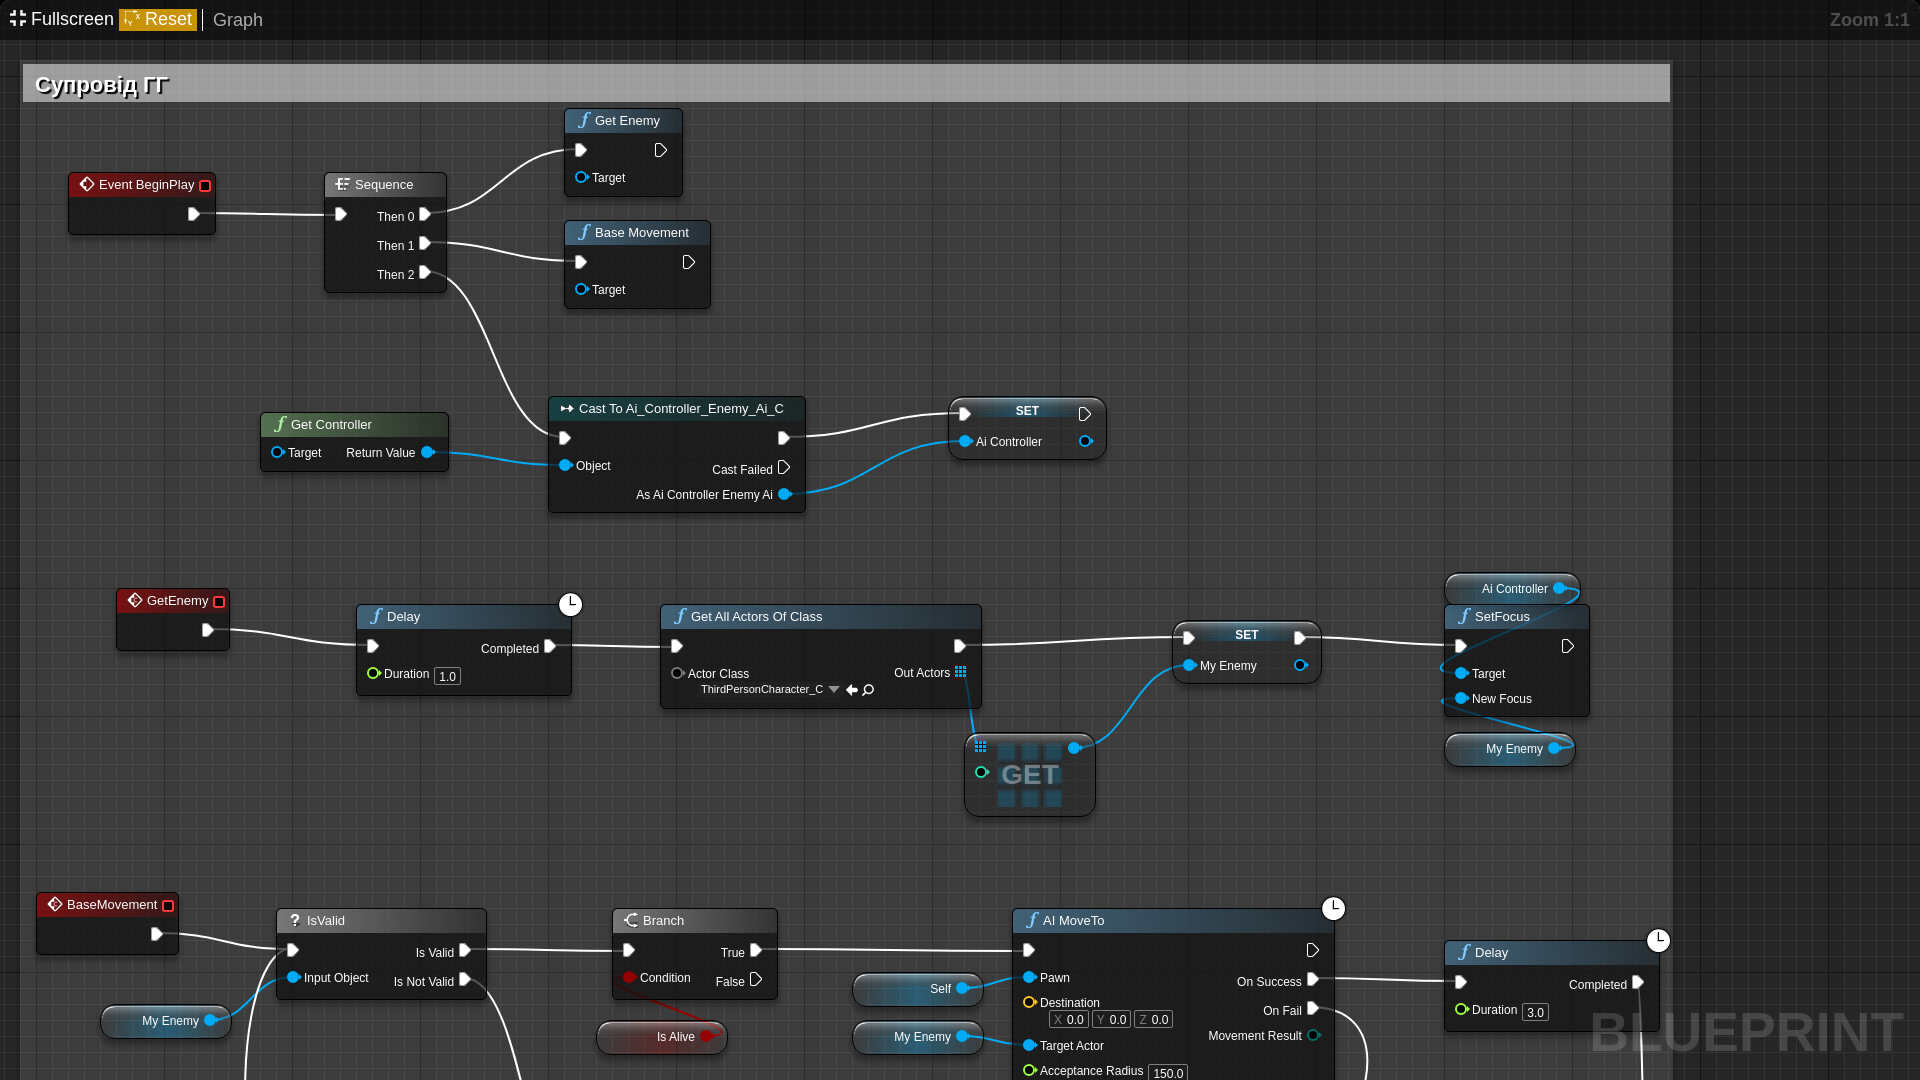 Fullscreen Reset Graph Zoom 1:1
Супровід ГГ
Get Enemy
Target
Event BeginPlay
Sequence
Then 0
Then 1
Then 2
Base Movement
Target
Get Controller
Target Return Value
Cast To Ai_Controller_Enemy_Ai_C
Object
Cast Failed
As Ai Controller Enemy Ai
SET
Ai Controller
GetEnemy
Delay
Completed
Duration 1.0
Get All Actors Of Class
Actor Class Out Actors
ThirdPersonCharacter_C
GET
SET
My Enemy
Ai Controller
SetFocus
Target
New Focus
My Enemy
BaseMovement
IsValid
Is Valid
Input Object
Is Not Valid
My Enemy
Branch
True
Condition
False
Is Alive
Self
My Enemy
AI MoveTo
Pawn
On Success
Destination
X 0.0 Y 0.0 Z 0.0
On Fail
Movement Result
Target Actor
Acceptance Radius 150.0
Delay
Completed
Duration 3.0
BLUEPRINT